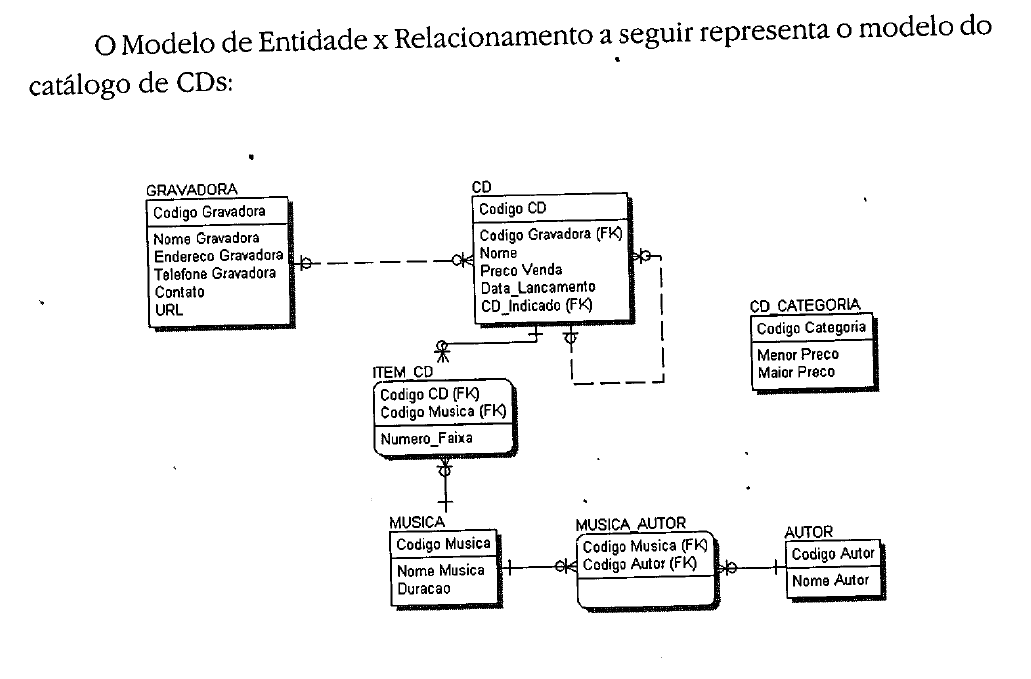 O Modelo de Entidade x Relacionamento a seguir representa o modelo do
catálogo de CDs:
GRAVADORA
Codigo Gravadora
Nome Gravadora
Endereco Gravadora
Telefone Gravadora
Contato
URL
CD
Codigo CD
Codigo Gravadora (FK)
Nome
Preco Venda
Data_Lancamento
CD_Indicado (FK)
CD_CATEGORIA
Codigo Categoria
Menor Preco
Maior Preco
ITEM_CD
Codigo CD (FK)
Codigo Musica (FK)
Numero_Faixa
MUSICA
Codigo Musica
Nome Musica
Duracao
MUSICA_AUTOR
Codigo Musica (FK)
Codigo Autor (FK)
AUTOR
Codigo Autor
Nome Autor